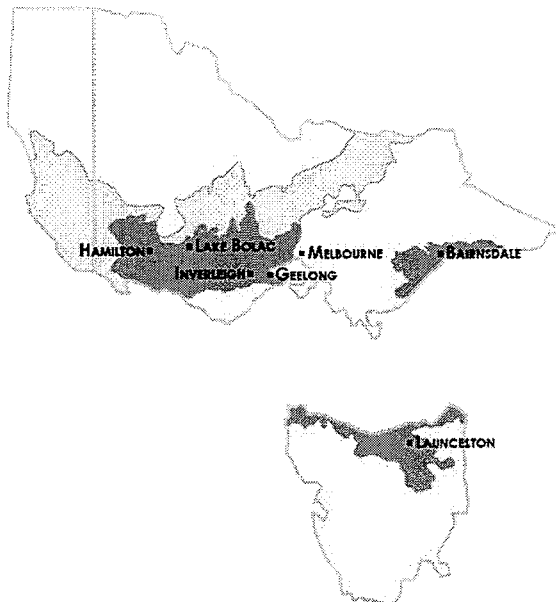 HAMILTON
LAKE BOLAC
MELBOURNE
BAIRNSDALE
INVERLEIGH
GEELONG
LAUNCESTON